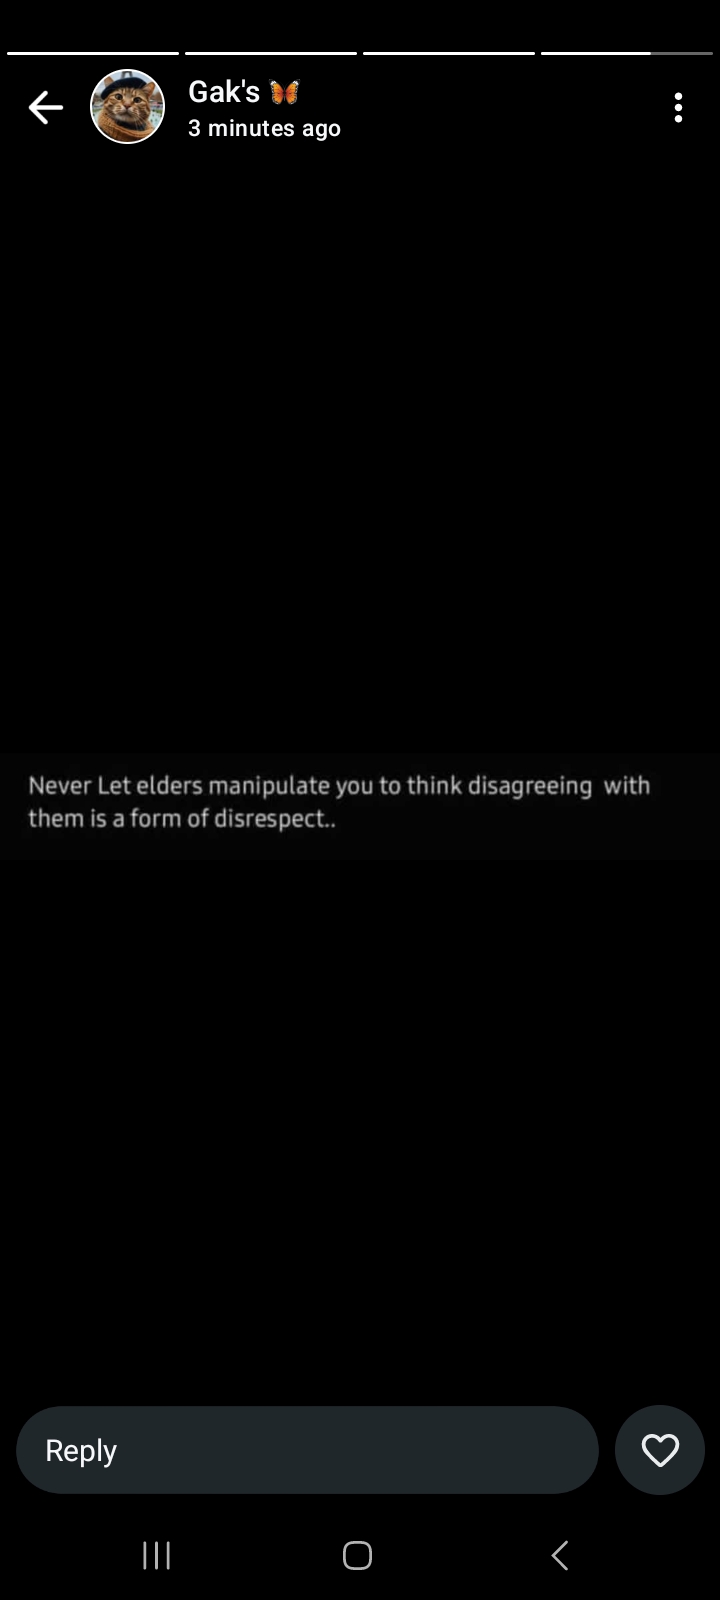 Gak's 🦋
3 minutes ago
Never Let elders manipulate you to think disagreeing  with
them is a form of disrespect..
Reply